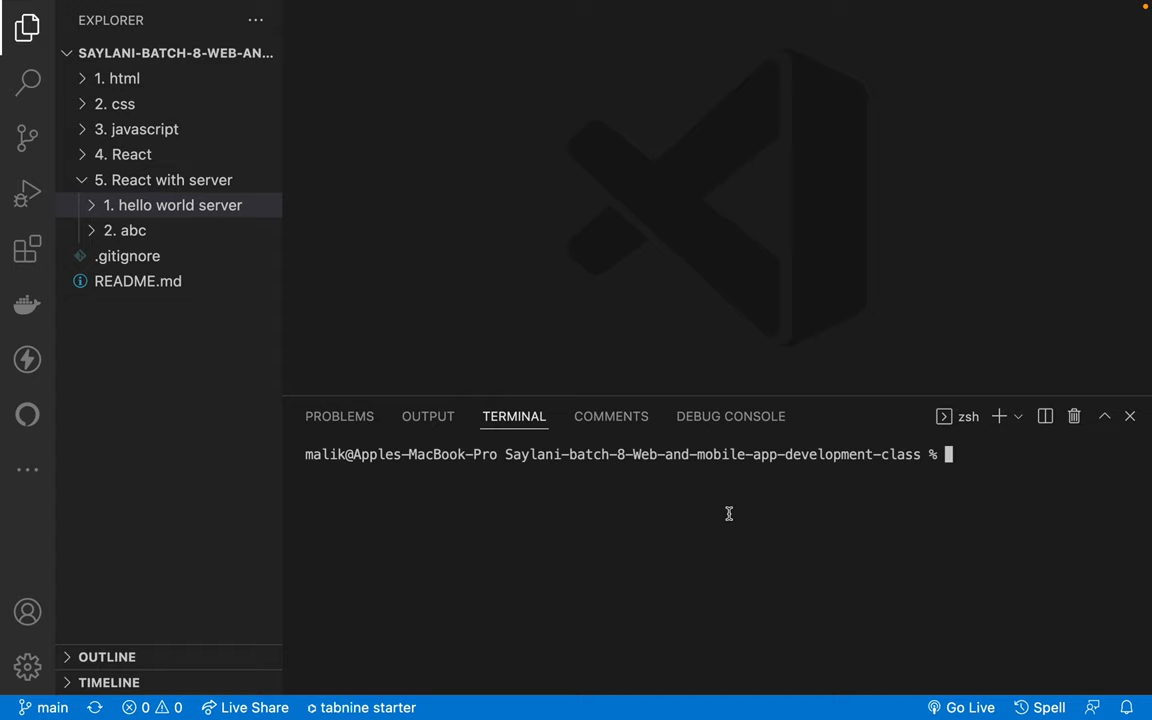 EXPLORER
SAYLANI-BATCH-8-WEB-AN...
1. html
2. css
3. javascript
4. React
5. React with server
1. hello world server
2. abc
.gitignore
README.md
OUTLINE
TIMELINE
PROBLEMS OUTPUT TERMINAL COMMENTS DEBUG CONSOLE zsh
malik@Apples-MacBook-Pro Saylani-batch-8-Web-and-mobile-app-development-class %
main 0 0 Live Share tabnine starter Go Live Spell